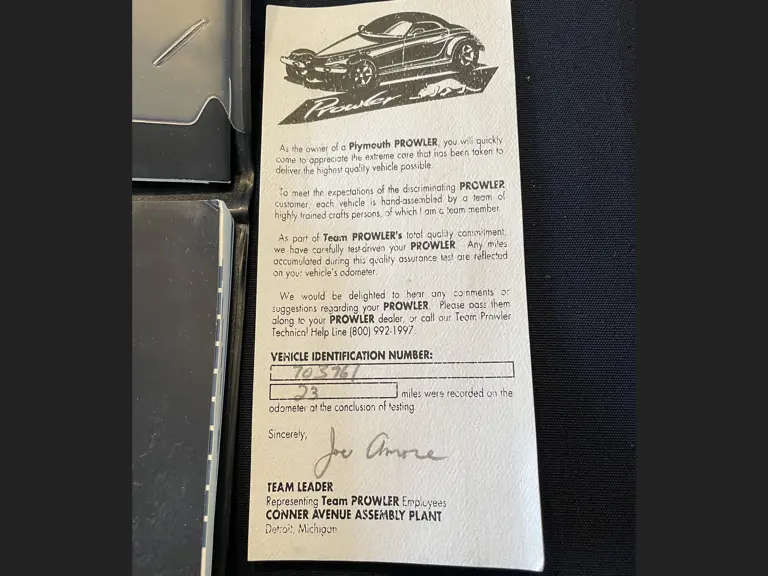 Prowler
As the owner of a Plymouth PROWLER, you will quickly
come to appreciate the extreme care that has been taken to
deliver the highest quality vehicle possible.
To meet the expectations of the discriminating PROWLER
customer, each vehicle is hand-assembled by a team of
highly trained crafts persons, of which I am a team member.
As part of Team PROWLER's total quality commitment,
we have carefully test-driven your PROWLER. Any miles
accumulated during this quality assurance test are reflected
on your vehicle's odometer.
We would be delighted to hear any comments or
suggestions regarding your PROWLER. Please pass them
along to your PROWLER dealer, or call our Team Prowler
Technical Help Line (800) 992-1997.
VEHICLE IDENTIFICATION NUMBER:
703961
23 miles were recorded on the
odometer at the conclusion of testing.
Sincerely,
Joe Amore
TEAM LEADER
Representing Team PROWLER Employees
CONNER AVENUE ASSEMBLY PLANT
Detroit, Michigan